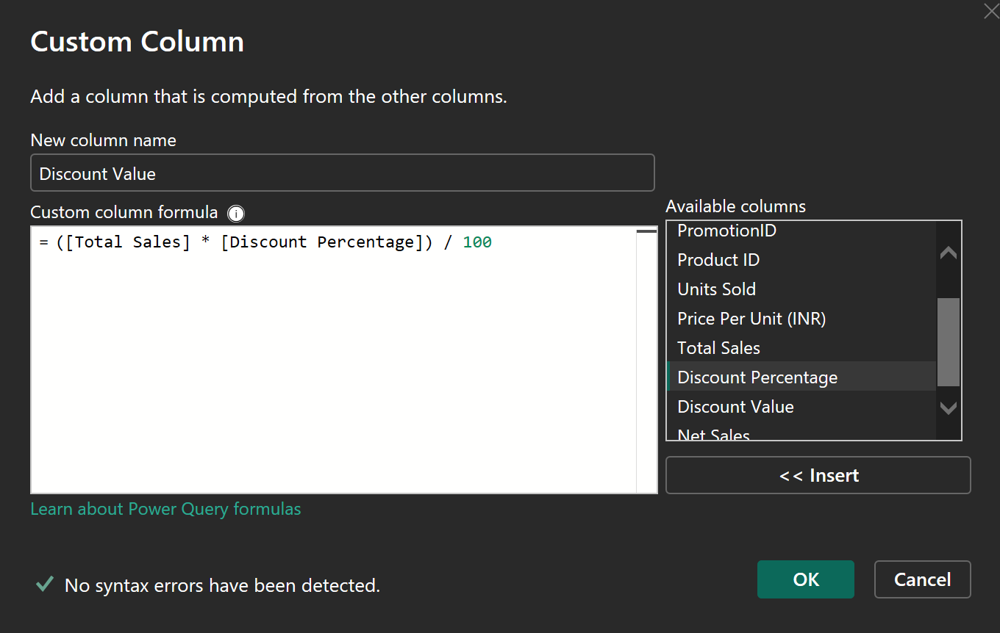 Custom Column
Add a column that is computed from the other columns.
New column name
Discount Value
Custom column formula
= ([Total Sales] * [Discount Percentage]) / 100
Available columns
PromotionID
Product ID
Units Sold
Price Per Unit (INR)
Total Sales
Discount Percentage
Discount Value
Net Sales
<< Insert
Learn about Power Query formulas
No syntax errors have been detected.
OK
Cancel